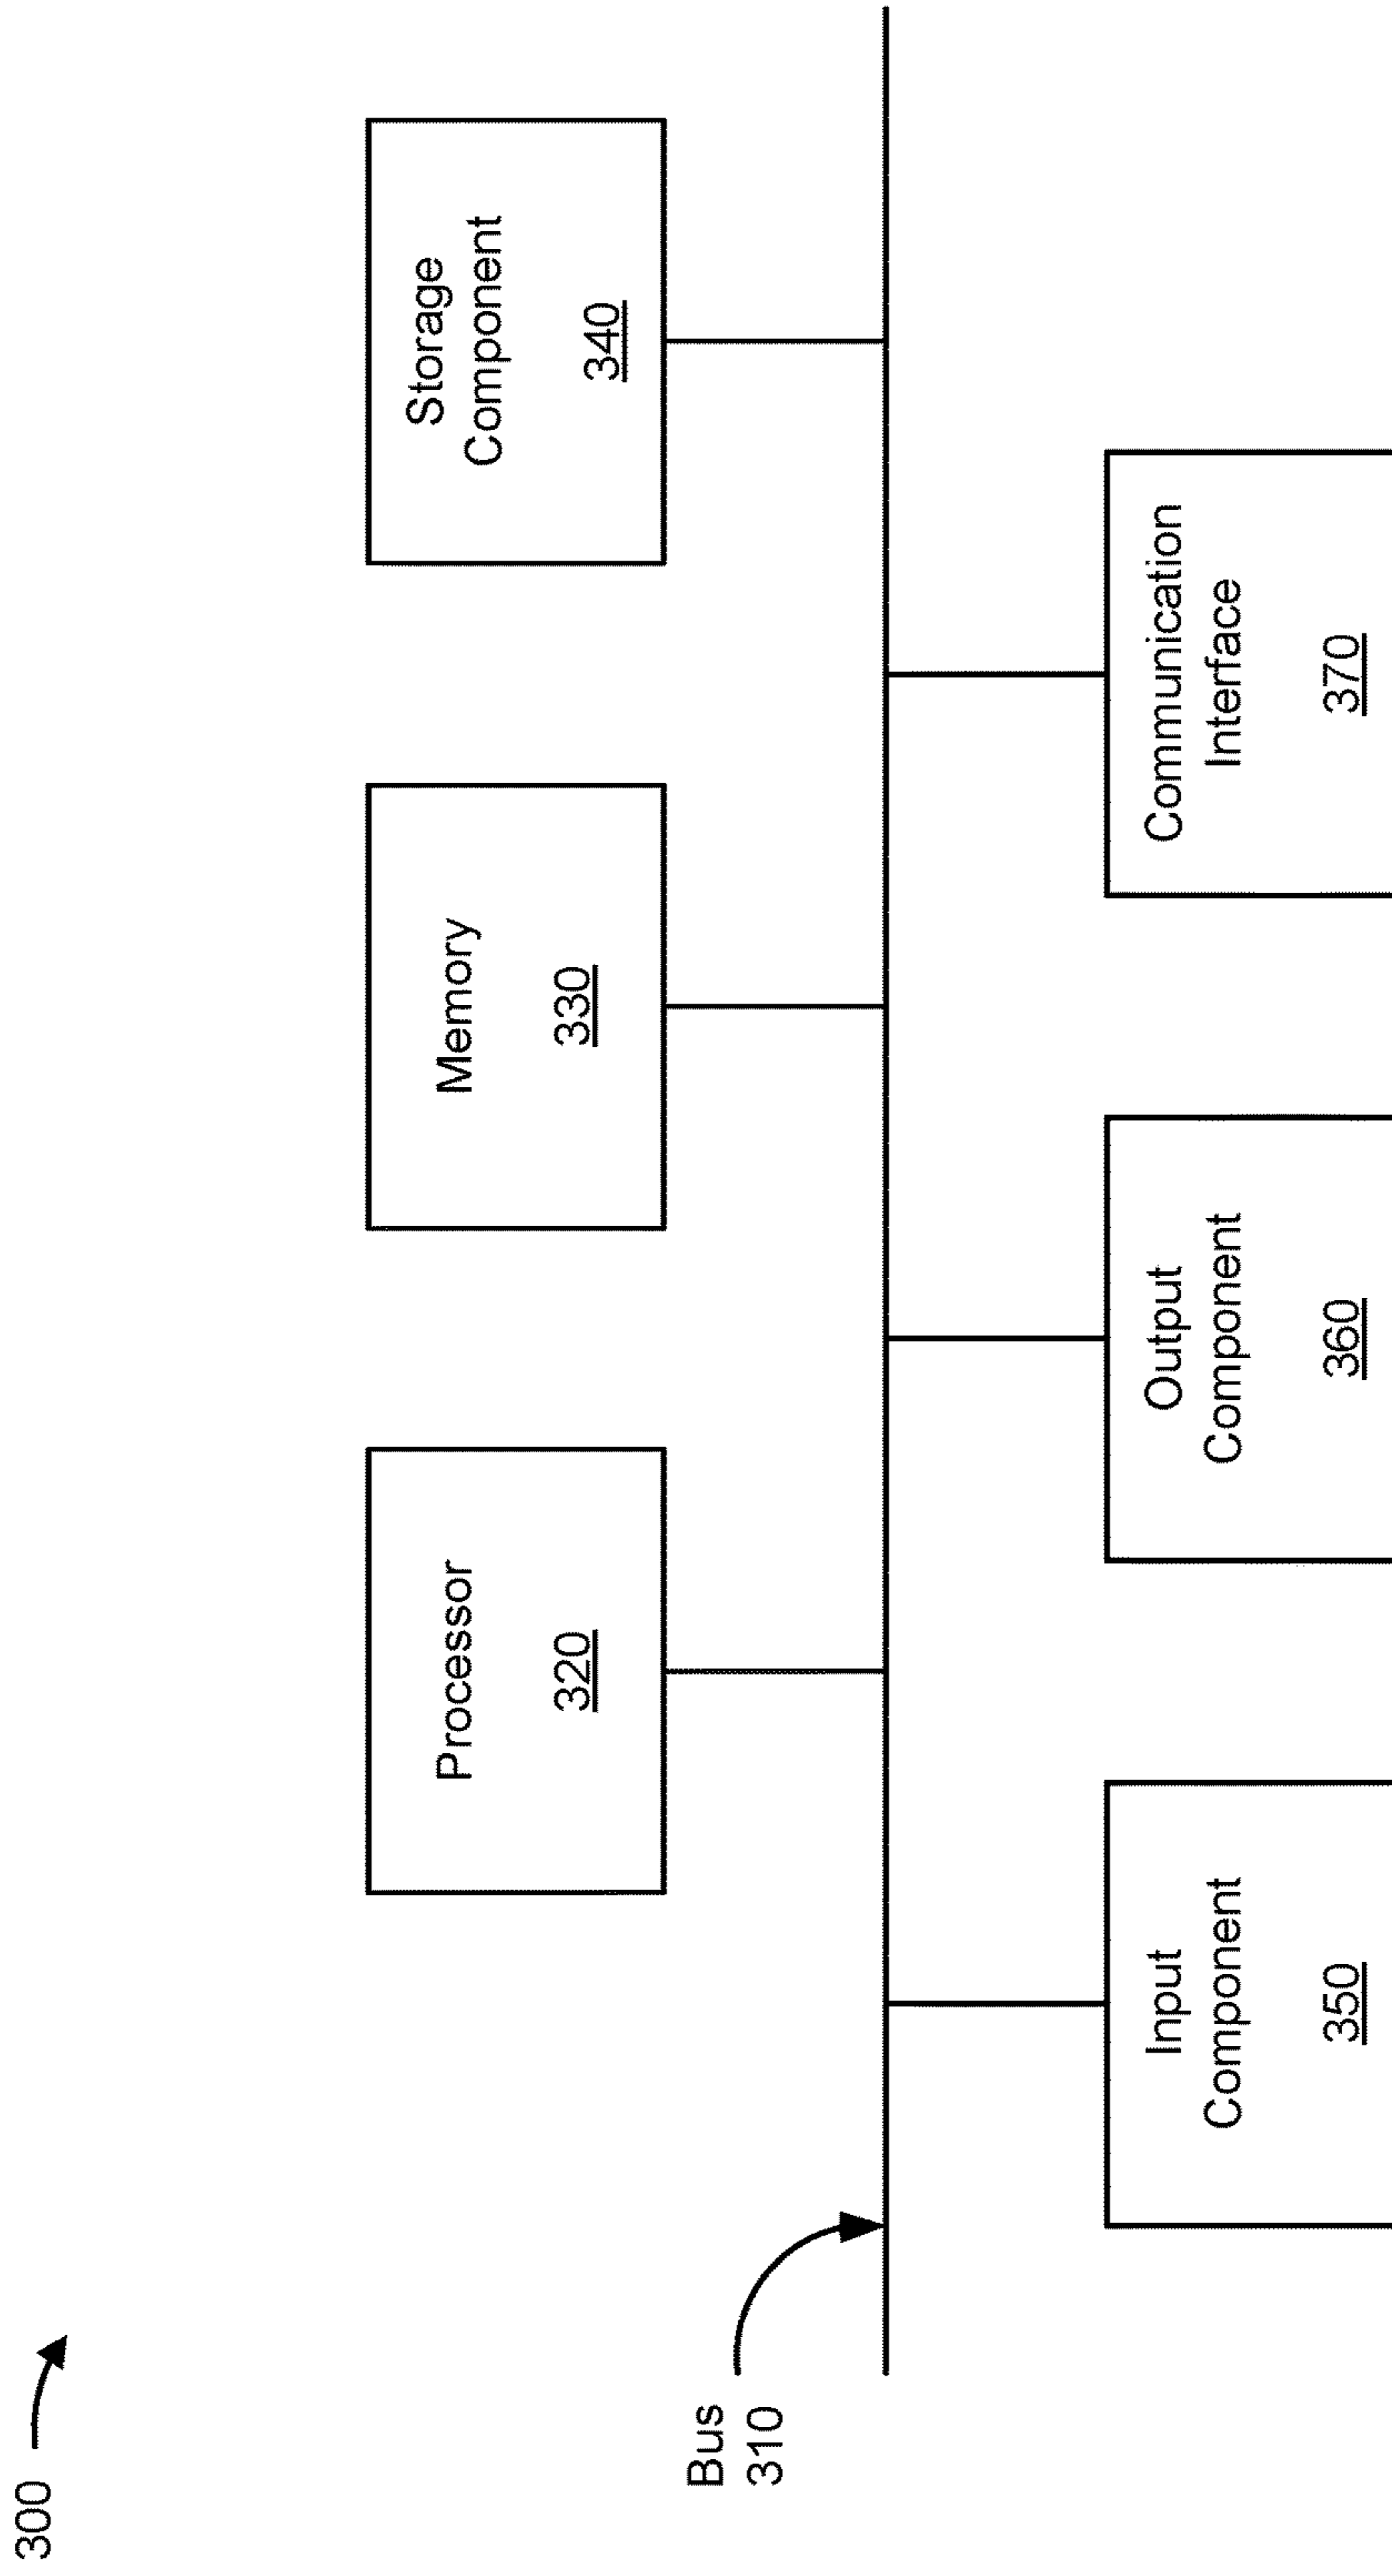 300
Processor
320
Memory
330
Storage
Component
340
Bus
310
Input
Component
350
Output
Component
360
Communication
Interface
370